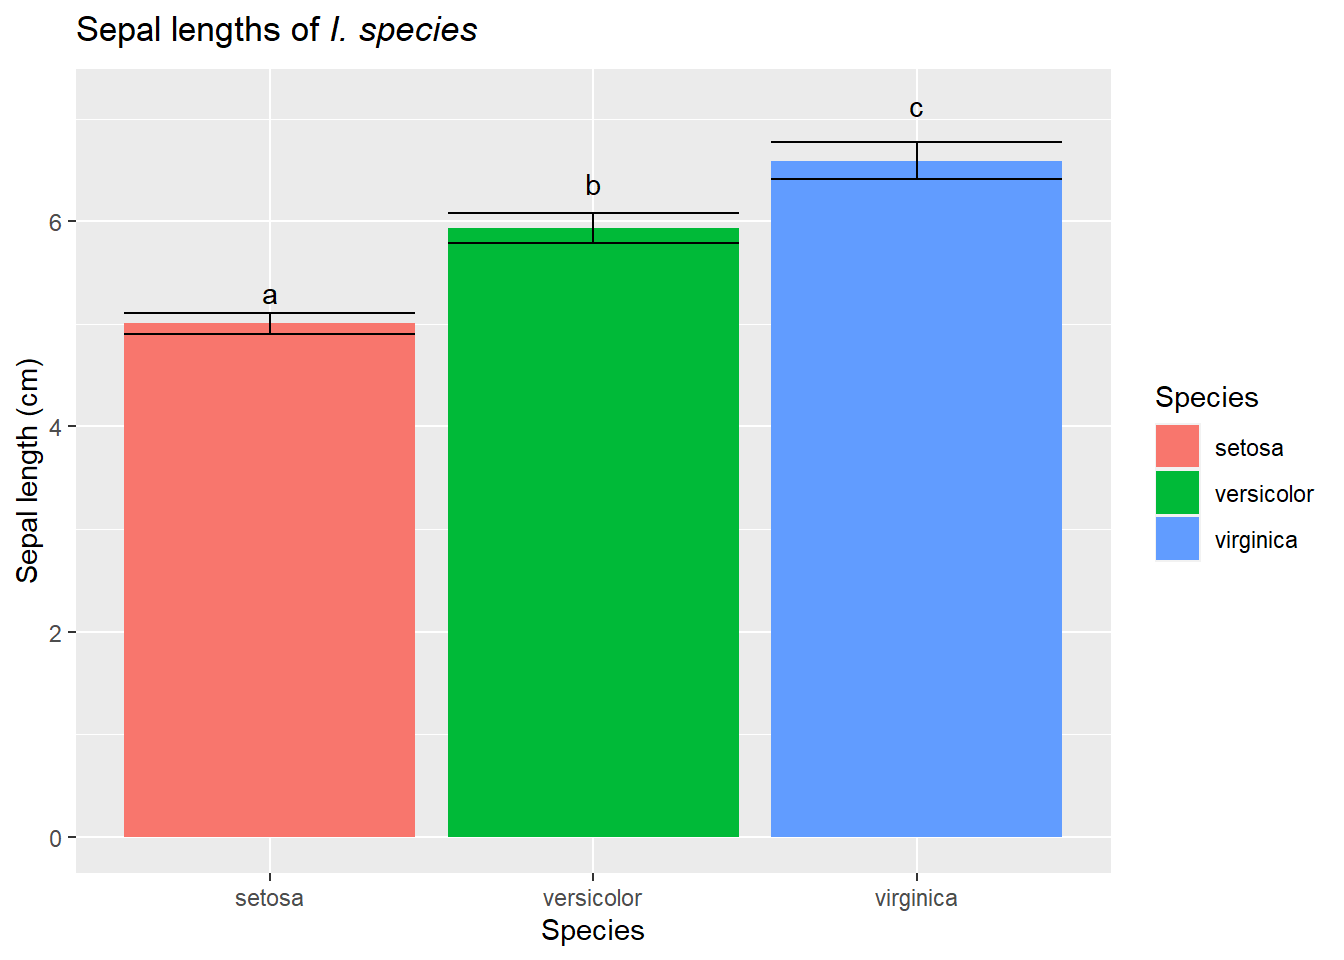 Sepal lengths of I. species
c
b
a
6
4
2
0
Sepal length (cm)
setosa
versicolor
virginica
Species
Species
setosa
versicolor
virginica